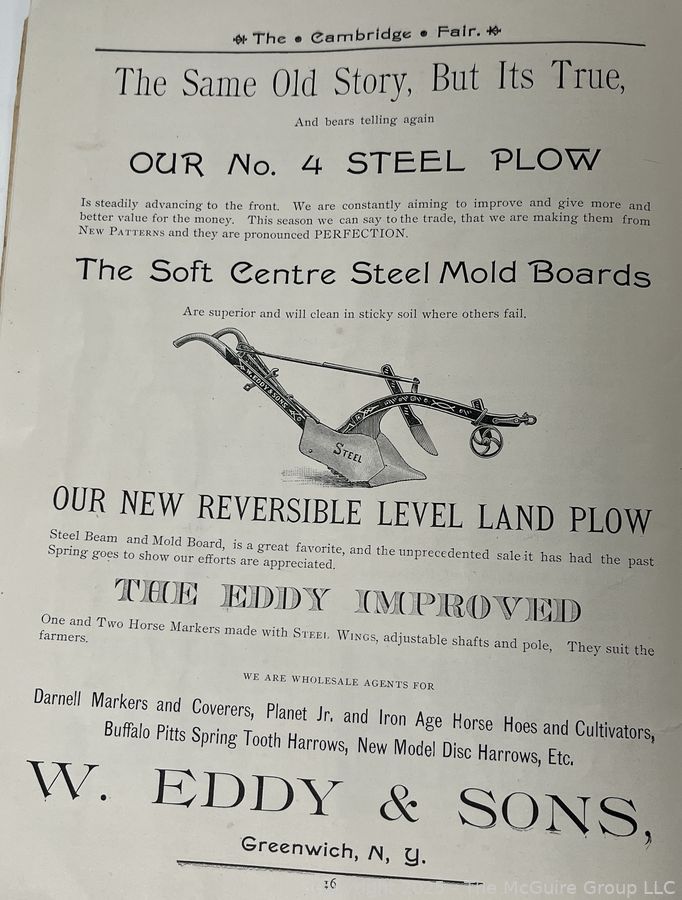 The • Cambridge • Fair.
The Same Old Story, But Its True,
And bears telling again
OUR No. 4 STEEL PLOW
Is steadily advancing to the front. We are constantly aiming to improve and give more and
better value for the money. This season we can say to the trade, that we are making them from
NEW PATTERNS and they are pronounced PERFECTION.
The Soft Centre Steel Mold Boards
Are superior and will clean in sticky soil where others fail.
W. EDDY & SONS
STEEL
OUR NEW REVERSIBLE LEVEL LAND PLOW
Steel Beam and Mold Board, is a great favorite, and the unprecedented sale it has had the past
Spring goes to show our efforts are appreciated.
THE EDDY IMPROVED
One and Two Horse Markers made with STEEL WINGS, adjustable shafts and pole, They suit the
farmers.
WE ARE WHOLESALE AGENTS FOR
Darnell Markers and Coverers, Planet Jr. and Iron Age Horse Hoes and Cultivators,
Buffalo Pitts Spring Tooth Harrows, New Model Disc Harrows, Etc.
W. EDDY & SONS,
Greenwich, N, Y.
16
Copyright 2025 - The McGuire Group LLC